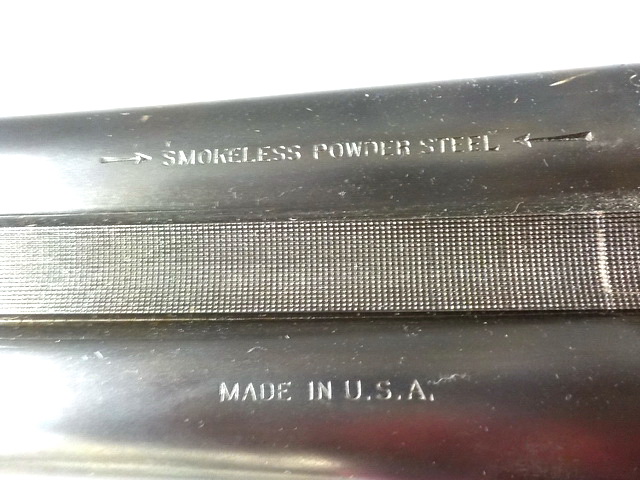 SMOKELESS POWDER STEEL
MADE IN U.S.A.